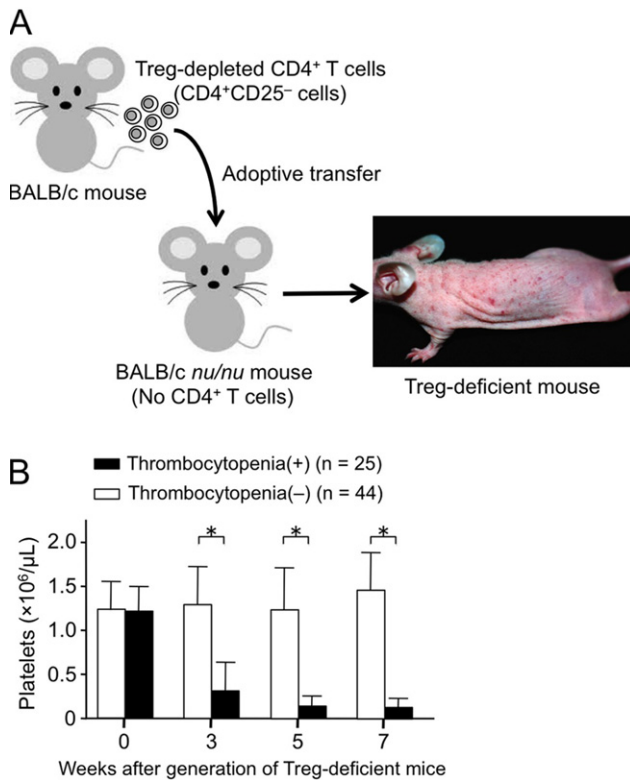 A
Treg-depleted CD4⁺ T cells
(CD4⁺CD25⁻ cells)
BALB/c mouse
Adoptive transfer
BALB/c nu/nu mouse
(No CD4⁺ T cells)
Treg-deficient mouse
B
Thrombocytopenia(+) (n = 25)
Thrombocytopenia(−) (n = 44)
Platelets (×10⁶/μL)
2.0
1.5
1.0
0.5
0
* * *
0 3 5 7
Weeks after generation of Treg-deficient mice